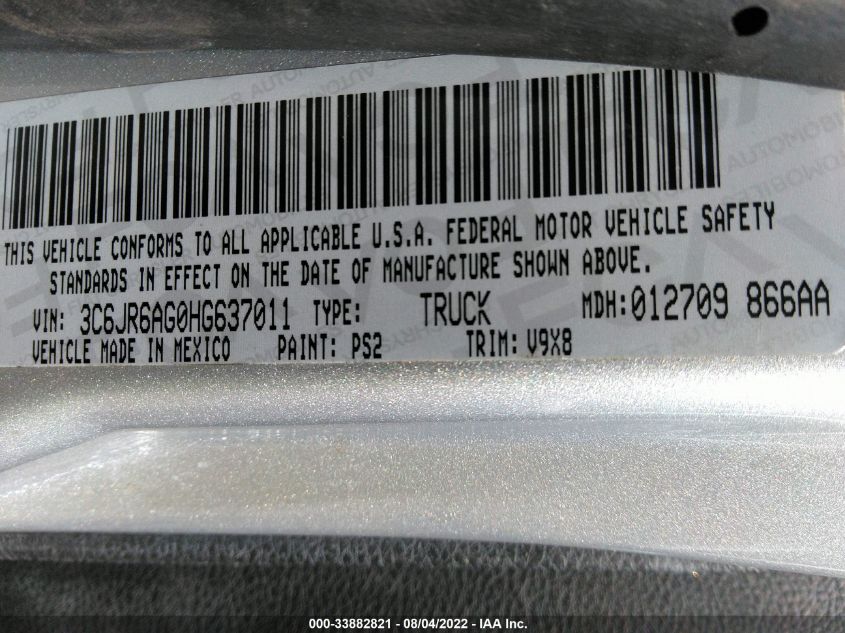 THIS VEHICLE CONFORMS TO ALL APPLICABLE U.S.A. FEDERAL MOTOR VEHICLE SAFETY
STANDARDS IN EFFECT ON THE DATE OF MANUFACTURE SHOWN ABOVE.
VIN: 3C6JR6AG0HG637011 TYPE: TRUCK MDH:012709 866AA
VEHICLE MADE IN MEXICO PAINT: PS2 TRIM: V9X8
000-33882821 - 08/04/2022 - IAA Inc.